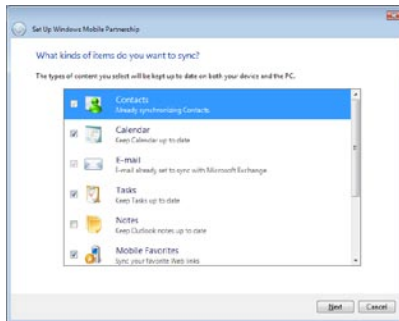 Set Up Windows Mobile Partnership
What kinds of items do you want to sync?
The types of content you select will be kept up to date on both your device and the PC.
Contacts
Already synchronizing Contacts
Calendar
Keep Calendar up to date
E-mail
E-mail already set to sync with Microsoft Exchange
Tasks
Keep Tasks up to date
Notes
Keep Outlook notes up to date
Mobile Favorites
Sync your favorite Web links
Next
Cancel